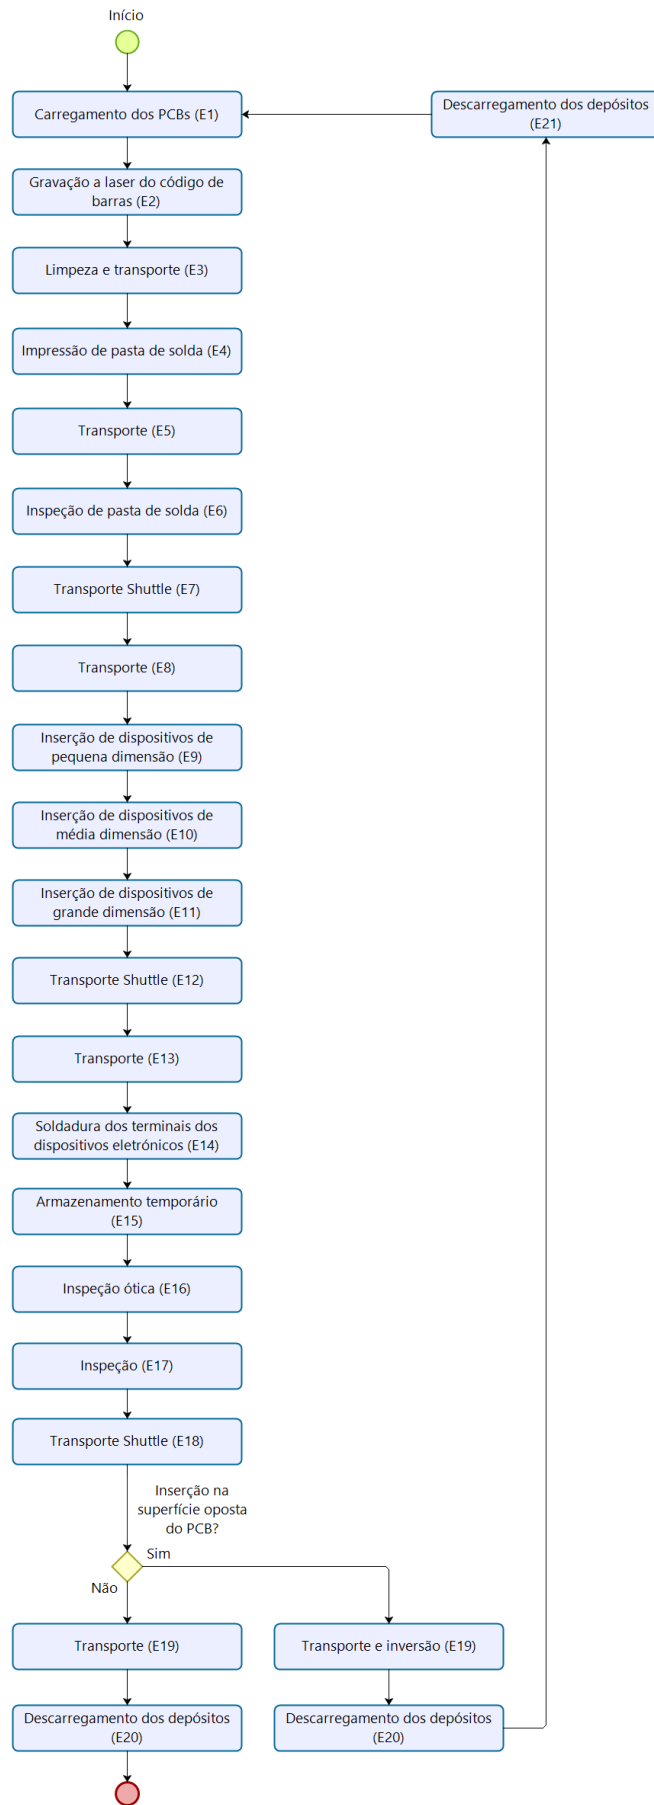 Início
Carregamento dos PCBs (E1)
Descarregamento dos depósitos
(E21)
Gravação a laser do código de
barras (E2)
Limpeza e transporte (E3)
Impressão de pasta de solda (E4)
Transporte (E5)
Inspeção de pasta de solda (E6)
Transporte Shuttle (E7)
Transporte (E8)
Inserção de dispositivos de
pequena dimensão (E9)
Inserção de dispositivos de
média dimensão (E10)
Inserção de dispositivos de
grande dimensão (E11)
Transporte Shuttle (E12)
Transporte (E13)
Soldadura dos terminais dos
dispositivos eletrónicos (E14)
Armazenamento temporário
(E15)
Inspeção ótica (E16)
Inspeção (E17)
Transporte Shuttle (E18)
Inserção na
superfície oposta
do PCB?
Sim
Não
Transporte (E19)
Transporte e inversão (E19)
Descarregamento dos depósitos
(E20)
Descarregamento dos depósitos
(E20)